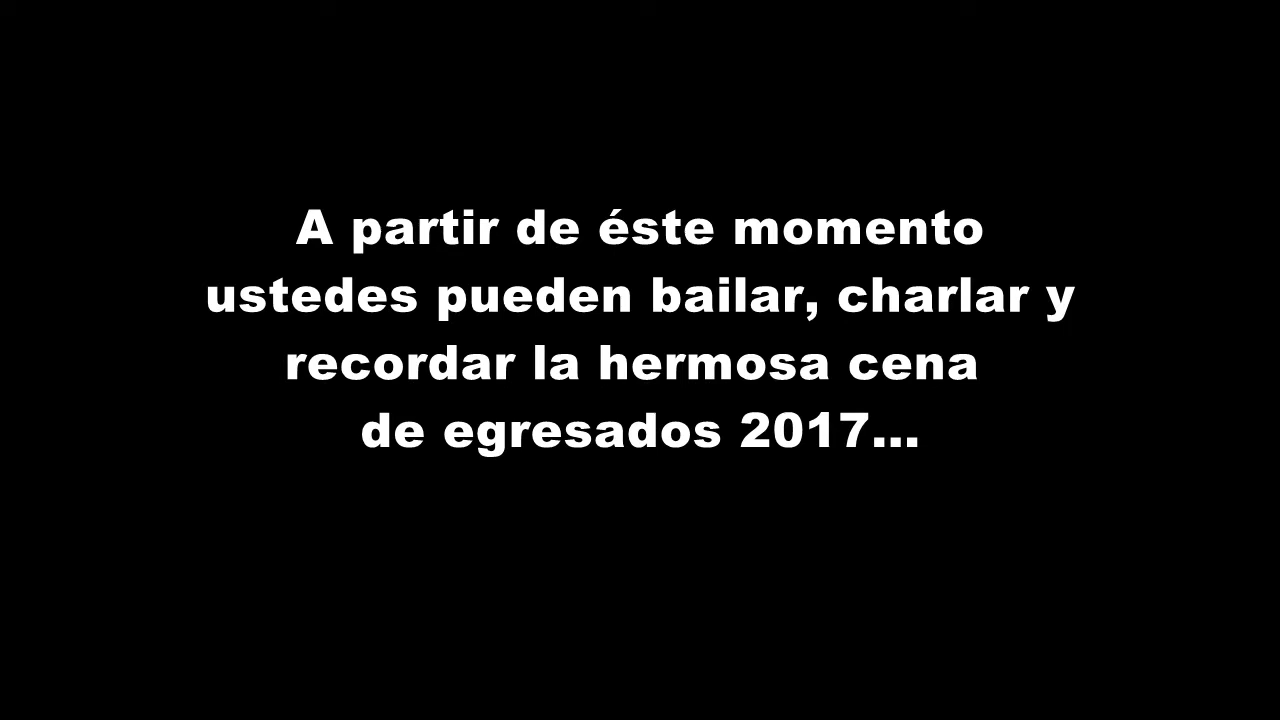 A partir de éste momento
ustedes pueden bailar, charlar y
recordar la hermosa cena
de egresados 2017...